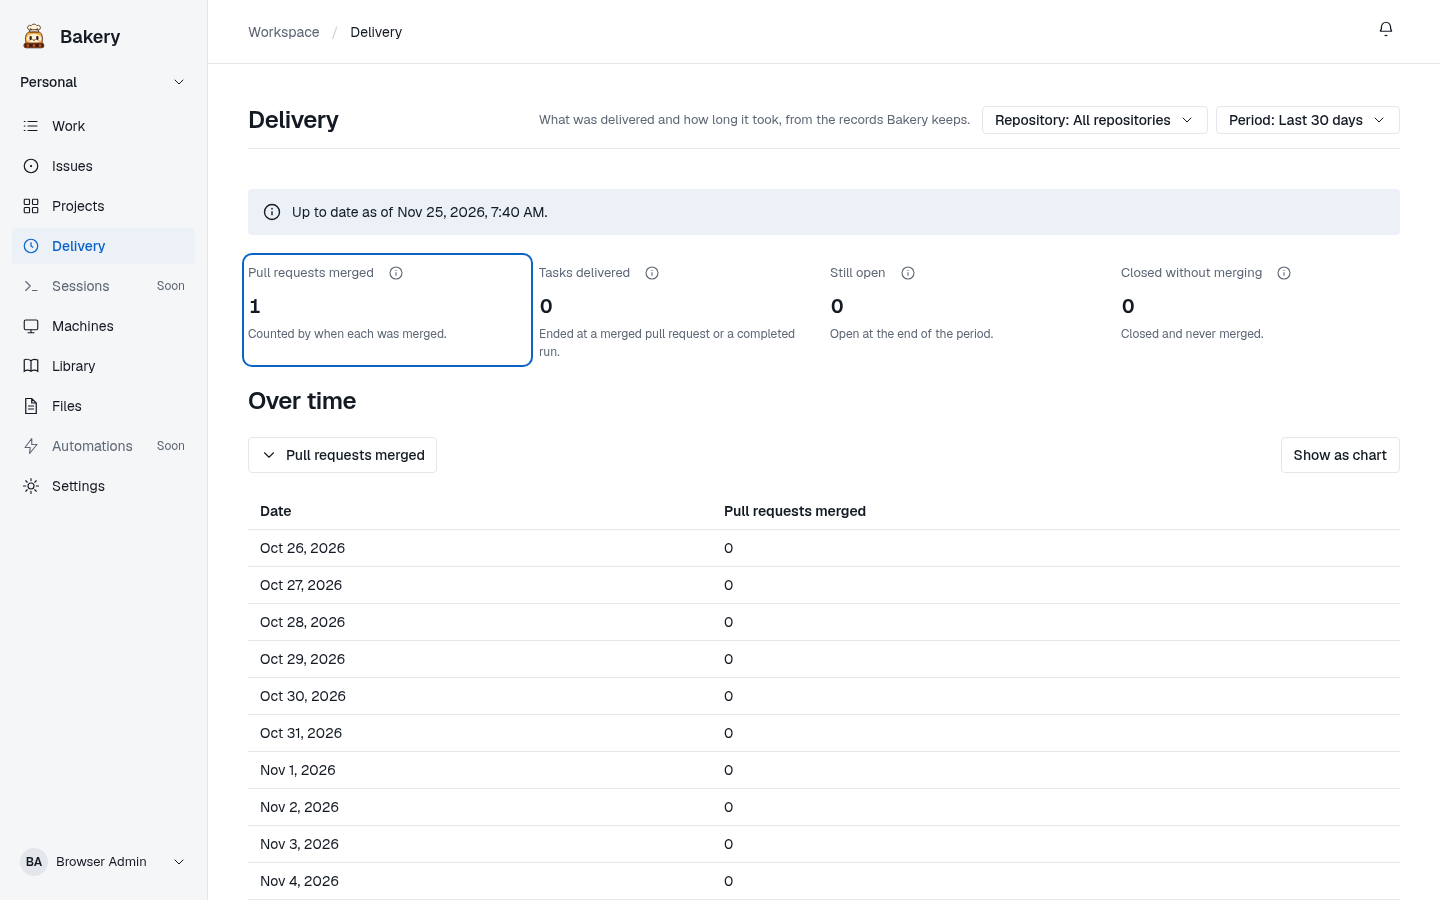 Bakery
Personal
Work
Issues
Projects
Delivery
Sessions Soon
Machines
Library
Files
Automations Soon
Settings
BA Browser Admin
Workspace / Delivery
Delivery
What was delivered and how long it took, from the records Bakery keeps.
Repository: All repositories
Period: Last 30 days
Up to date as of Nov 25, 2026, 7:40 AM.
Pull requests merged
1
Counted by when each was merged.
Tasks delivered
0
Ended at a merged pull request or a completed
run.
Still open
0
Open at the end of the period.
Closed without merging
0
Closed and never merged.
Over time
Pull requests merged
Show as chart
Date Pull requests merged
Oct 26, 2026 0
Oct 27, 2026 0
Oct 28, 2026 0
Oct 29, 2026 0
Oct 30, 2026 0
Oct 31, 2026 0
Nov 1, 2026 0
Nov 2, 2026 0
Nov 3, 2026 0
Nov 4, 2026 0